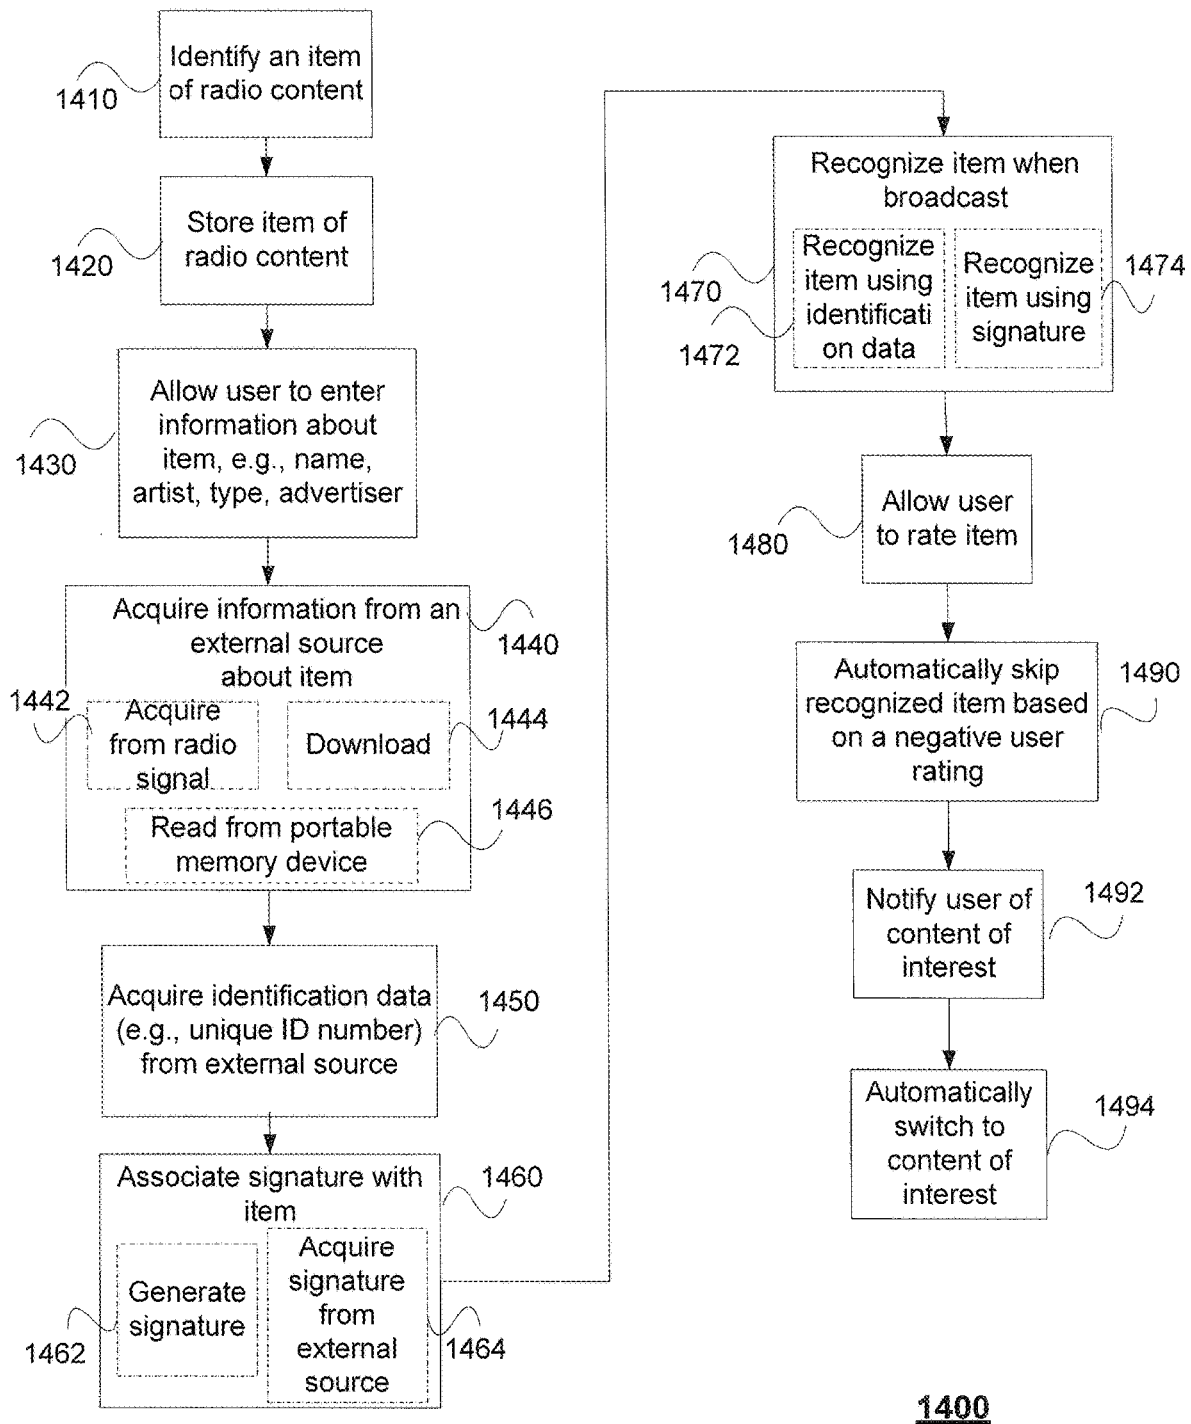 Identify an item
of radio content
1410
Store item of
radio content
1420
Allow user to enter
information about
item, e.g., name,
artist, type, advertiser
1430
Acquire information from an
external source
about item
1440
1442
Acquire
from radio
signal
Download
1444
Read from portable
memory device
1446
Acquire identification data
(e.g., unique ID number)
from external source
1450
Associate signature with
item
1460
Generate
signature
1462
Acquire
signature
from
external
source
1464
Recognize item when
broadcast
1470
Recognize
item using
identificati
on data
1472
Recognize
item using
signature
1474
Allow user
to rate item
1480
Automatically skip
recognized item based
on a negative user
rating
1490
Notify user of
content of
interest
1492
Automatically
switch to
content of
interest
1494
1400